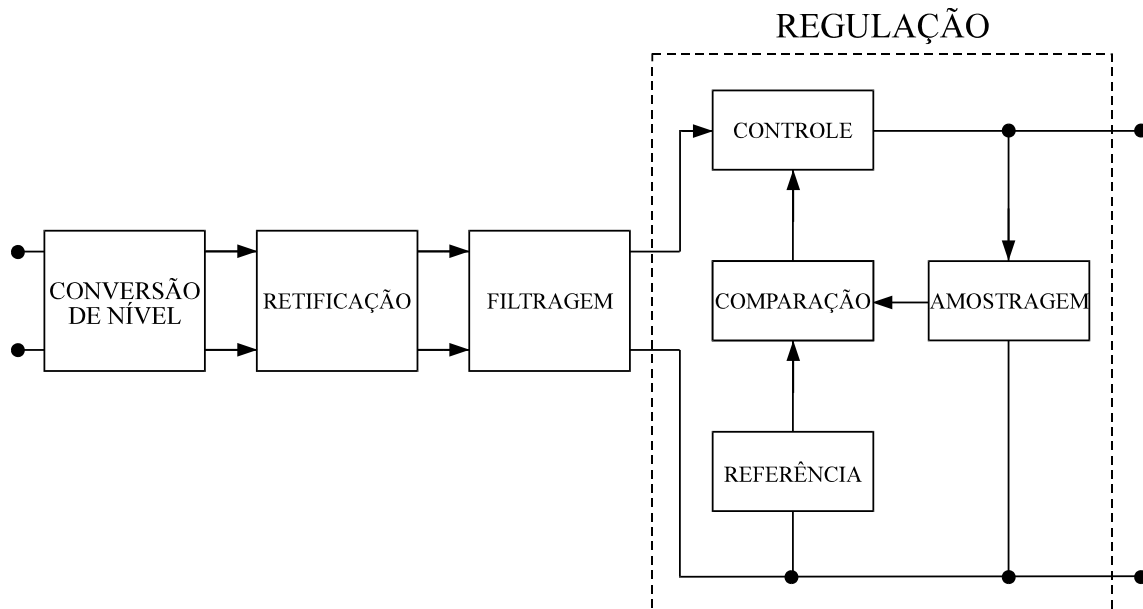 REGULAÇÃO
CONTROLE
CONVERSÃO
DE NÍVEL
RETIFICAÇÃO
FILTRAGEM
COMPARAÇÃO
AMOSTRAGEM
REFERÊNCIA